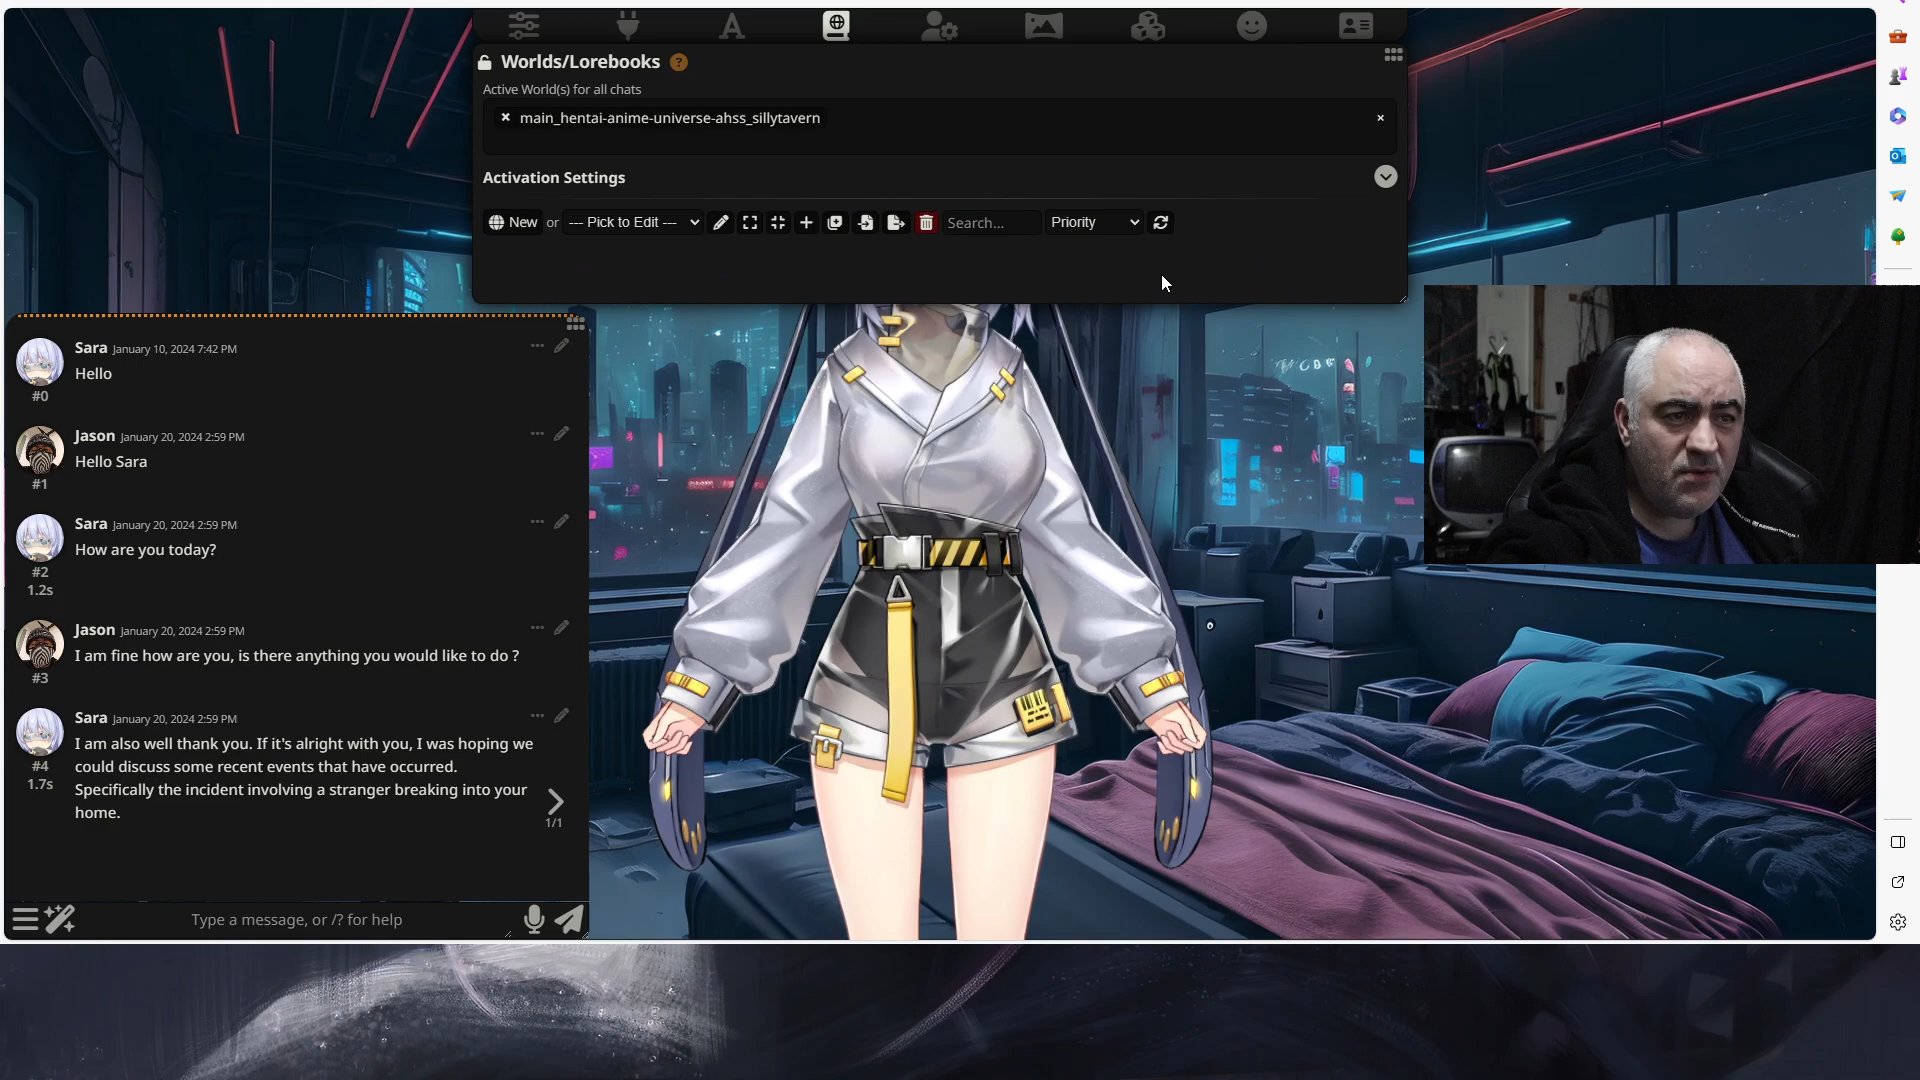 Worlds/Lorebooks ?
Active World(s) for all chats
× main_hentai-anime-universe-ahss_sillytavern ×
Activation Settings
New or --- Pick to Edit --- Search... Priority
Sara January 10, 2024 7:42 PM
Hello
#0
Jason January 20, 2024 2:59 PM
Hello Sara
#1
Sara January 20, 2024 2:59 PM
How are you today?
#2
1.2s
Jason January 20, 2024 2:59 PM
I am fine how are you, is there anything you would like to do ?
#3
Sara January 20, 2024 2:59 PM
I am also well thank you. If it's alright with you, I was hoping we
could discuss some recent events that have occurred.
Specifically the incident involving a stranger breaking into your
home.
#4
1.7s
1/1
Type a message, or /? for help